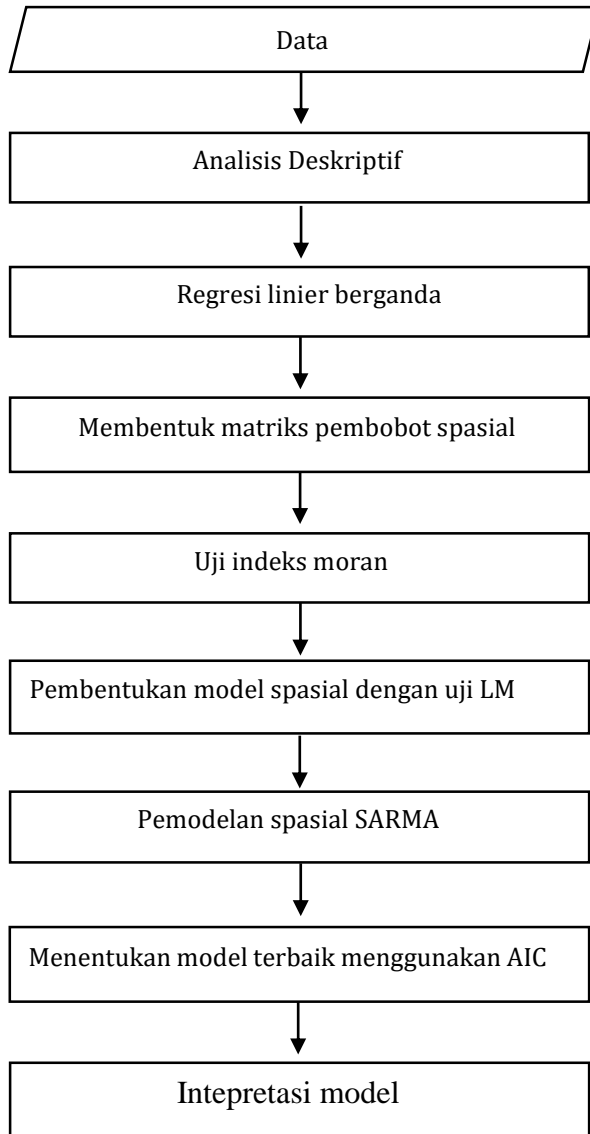 Data
Analisis Deskriptif
Regresi linier berganda
Membentuk matriks pembobot spasial
Uji indeks moran
Pembentukan model spasial dengan uji LM
Pemodelan spasial SARMA
Menentukan model terbaik menggunakan AIC
Intepretasi model